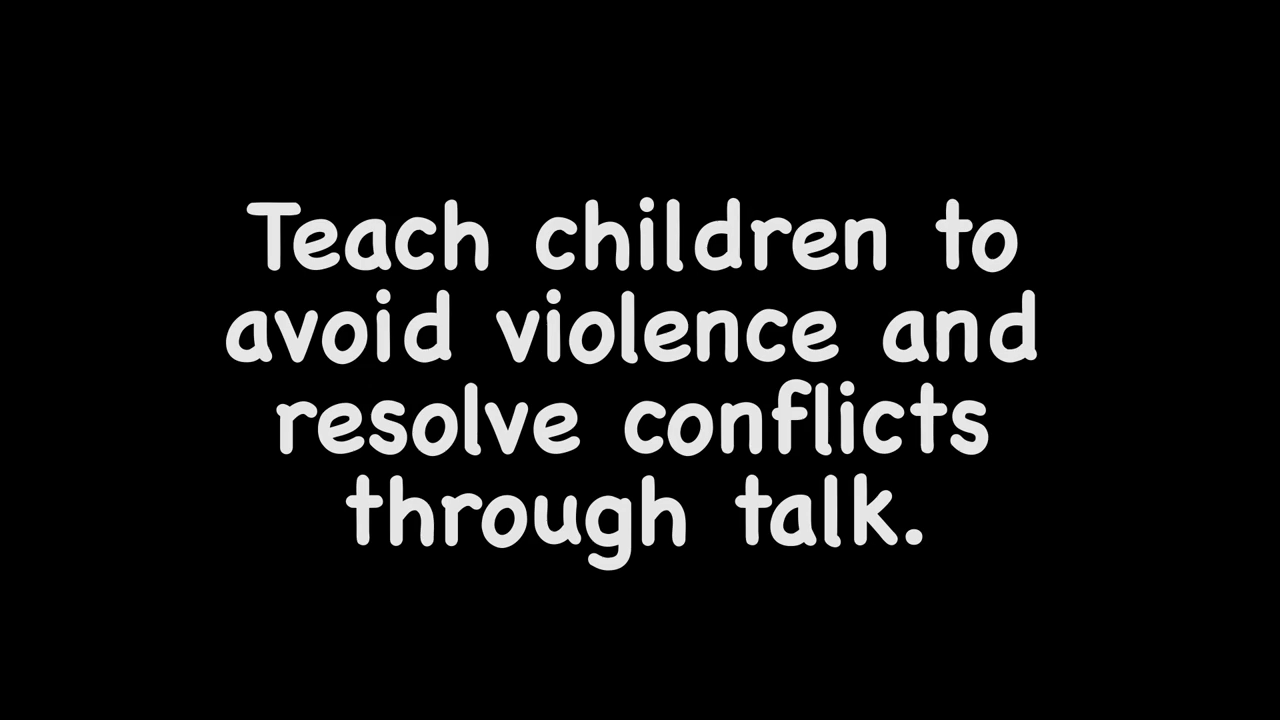 Teach children to
avoid violence and
resolve conflicts
through talk.